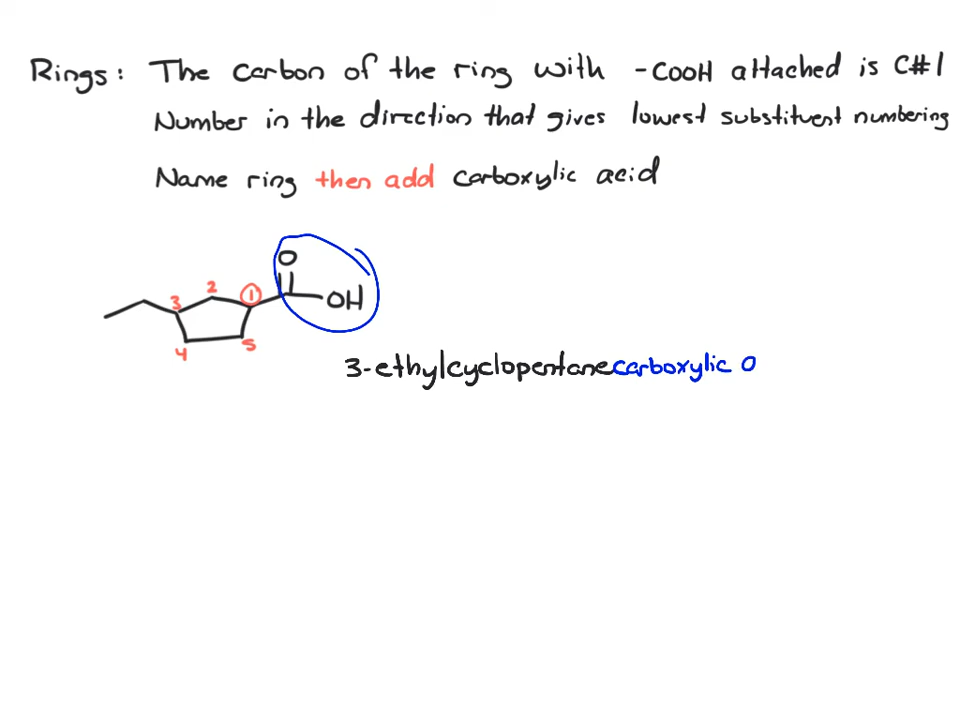 Rings: The carbon of the ring with -COOH attached is C#1
Number in the direction that gives lowest substituent numbering
Name ring then add carboxylic acid
O
2
1
3
OH
5
4
3-ethylcyclopentanecarboxylic o